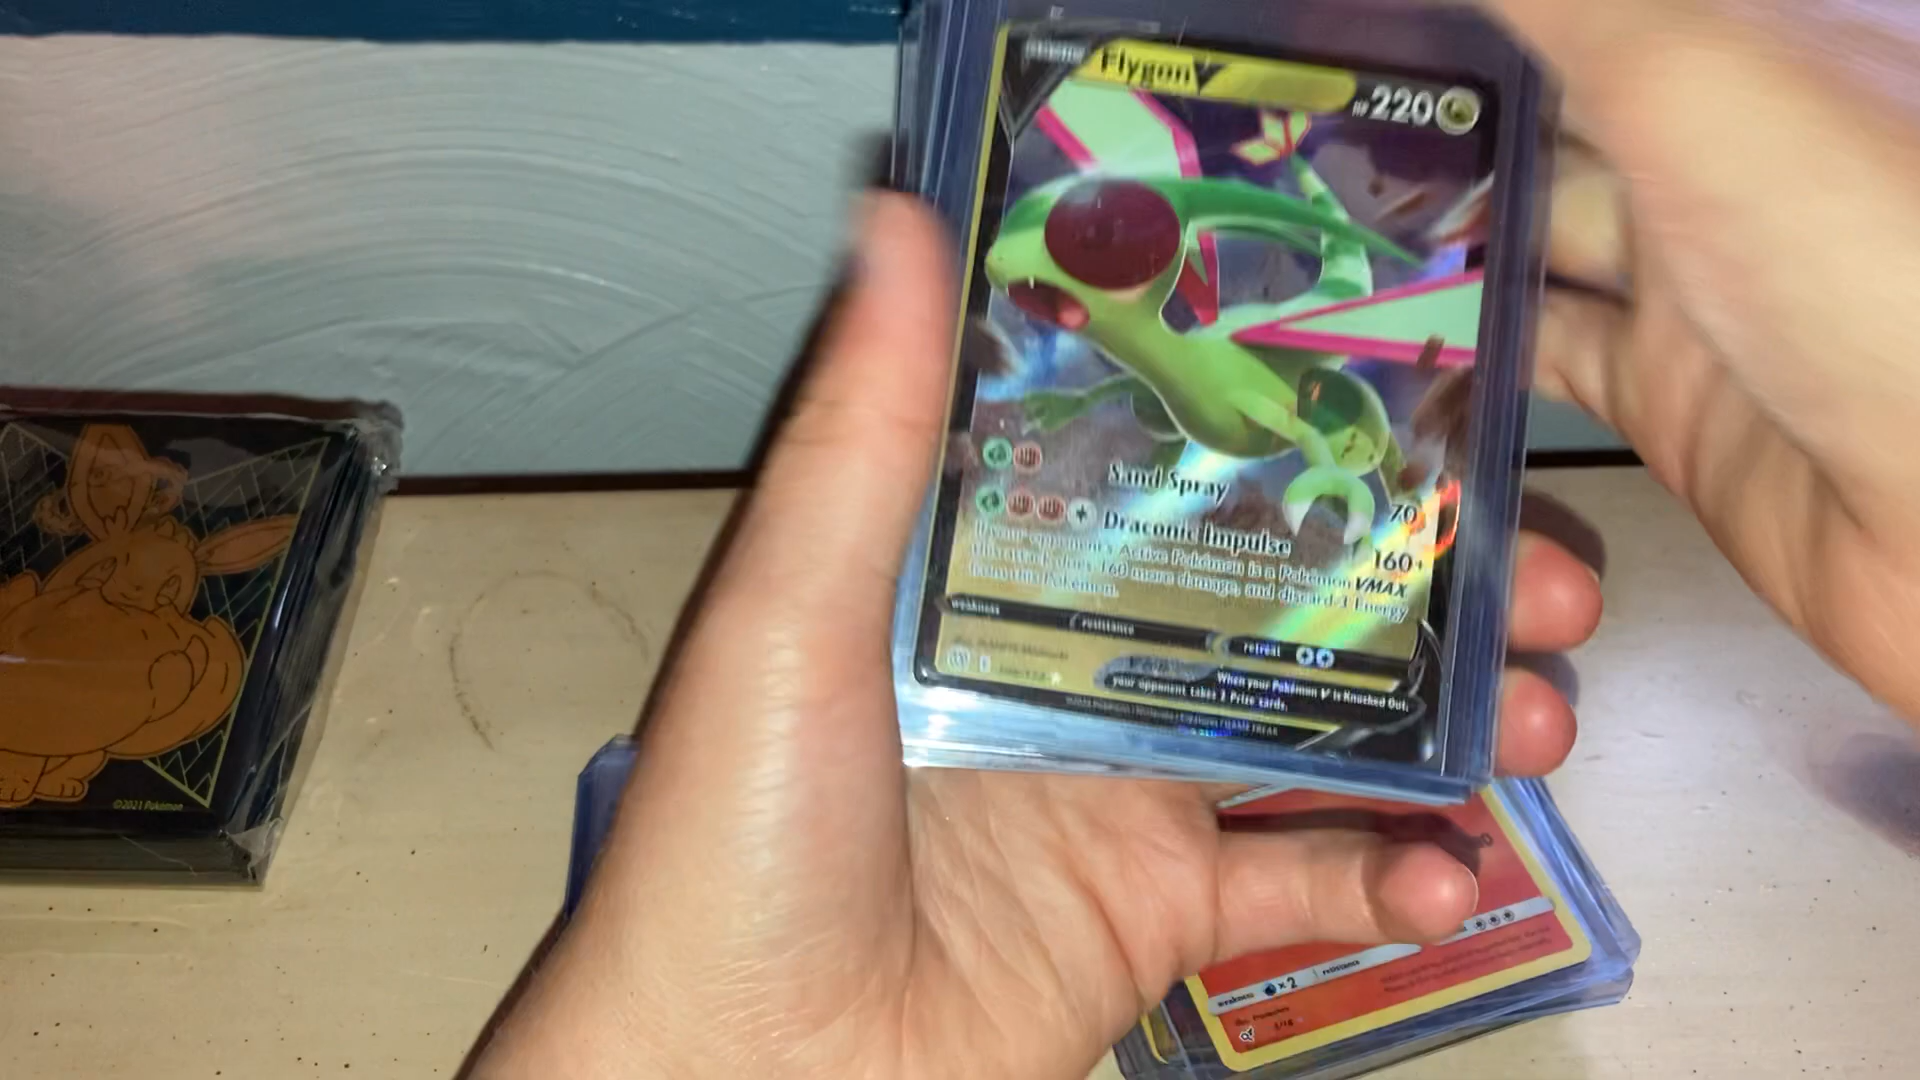 Flygon V
HP 220
Sand Spray 70
Draconic Impulse 160+
If your opponent's Active Pokémon is a Pokémon VMAX
this attack does 160 more damage, and discard 3 Energy
from this Pokémon.
weakness
resistance
retreat
When your Pokémon V is Knocked Out,
your opponent takes 2 Prize cards.
©2021 Pokémon
weakness ×2
resistance